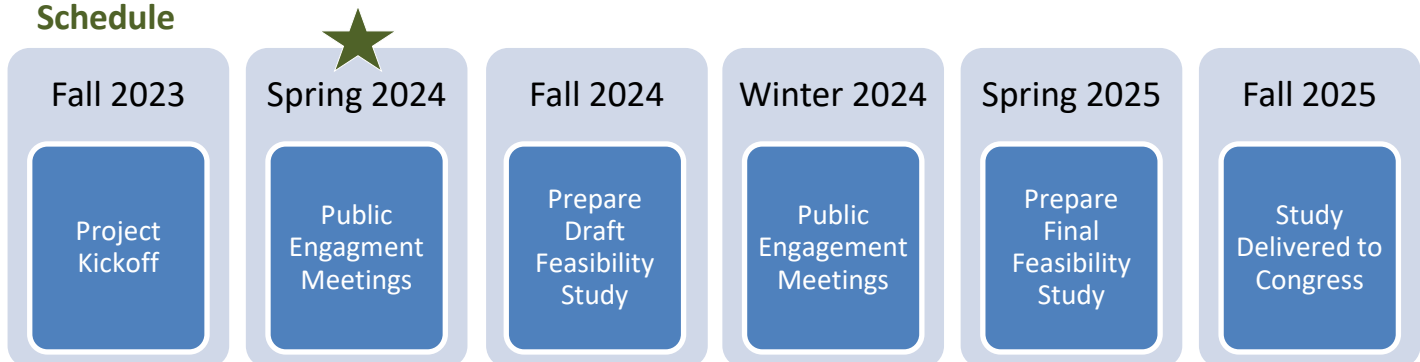 Schedule
Fall 2023
Spring 2024
Fall 2024
Winter 2024
Spring 2025
Fall 2025
Project
Kickoff
Public
Engagment
Meetings
Prepare
Draft
Feasibility
Study
Public
Engagement
Meetings
Prepare
Final
Feasibility
Study
Study
Delivered to
Congress